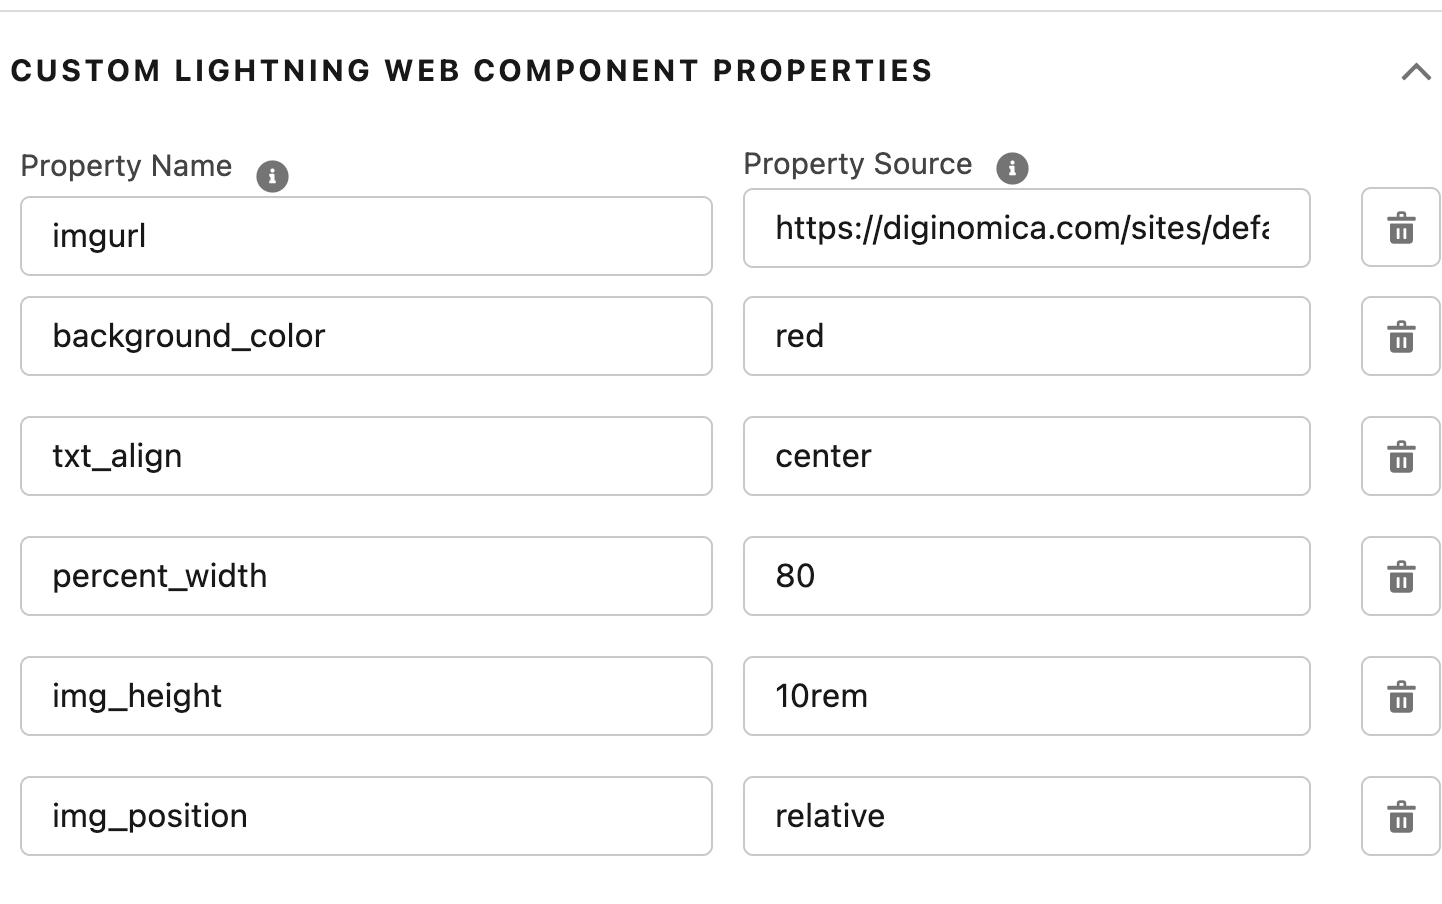 CUSTOM LIGHTNING WEB COMPONENT PROPERTIES
Property Name Property Source
imgurl https://diginomica.com/sites/defa
background_color red
txt_align center
percent_width 80
img_height 10rem
img_position relative